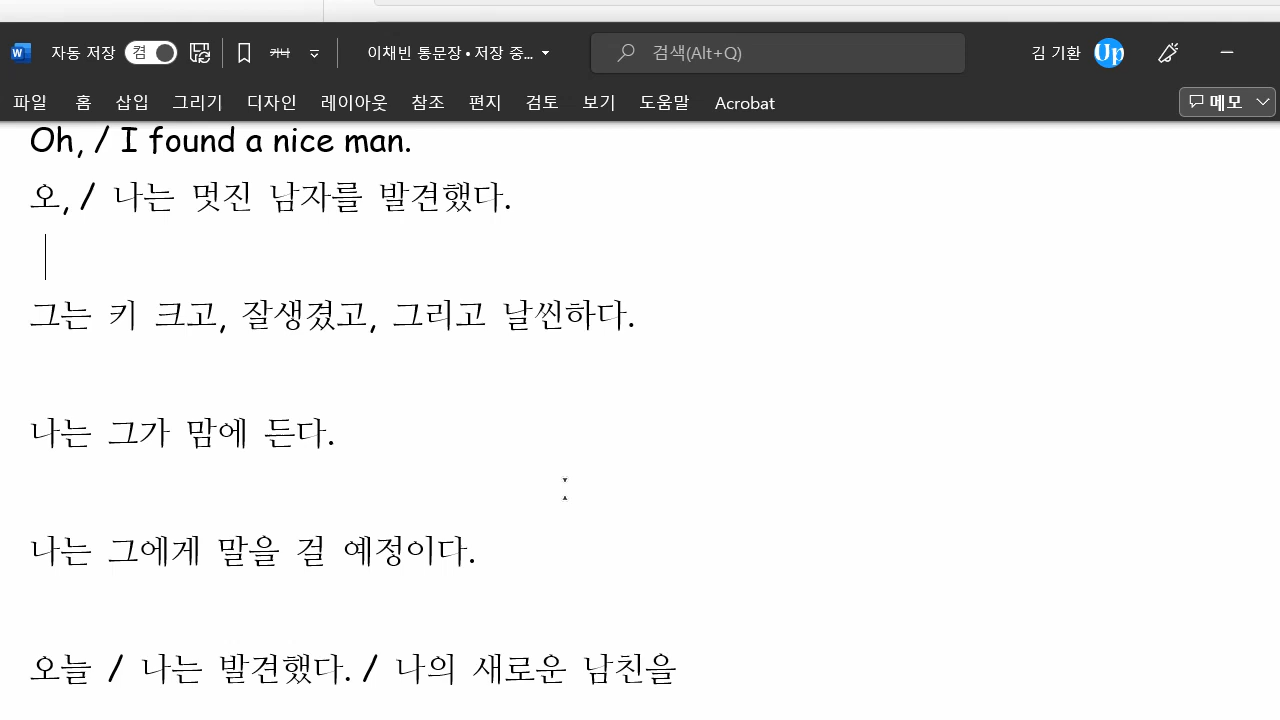 자동 저장 켬 가나 이채빈 통문장 • 저장 중... 검색(Alt+Q) 김 기환 Up
파일 홈 삽입 그리기 디자인 레이아웃 참조 편지 검토 보기 도움말 Acrobat 메모
Oh, / I found a nice man.
오, / 나는 멋진 남자를 발견했다.
그는 키 크고, 잘생겼고, 그리고 날씬하다.
나는 그가 맘에 든다.
나는 그에게 말을 걸 예정이다.
오늘 / 나는 발견했다. / 나의 새로운 남친을